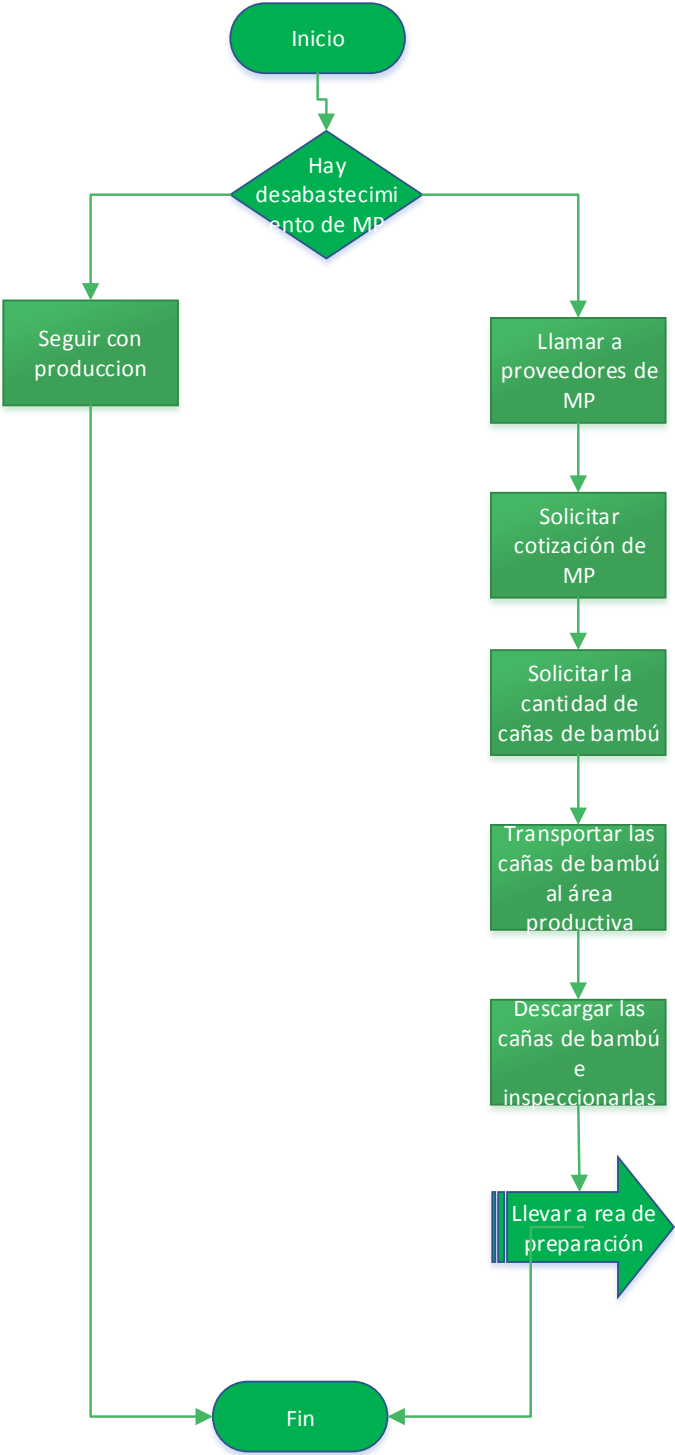 Inicio
Hay
desabastecimi
ento de MP
Seguir con
produccion
Llamar a
proveedores de
MP
Solicitar
cotización de
MP
Solicitar la
cantidad de
cañas de bambú
Transportar las
cañas de bambú
al área
productiva
Descargar las
cañas de bambú
e
inspeccionarlas
Llevar a rea de
preparación
Fin